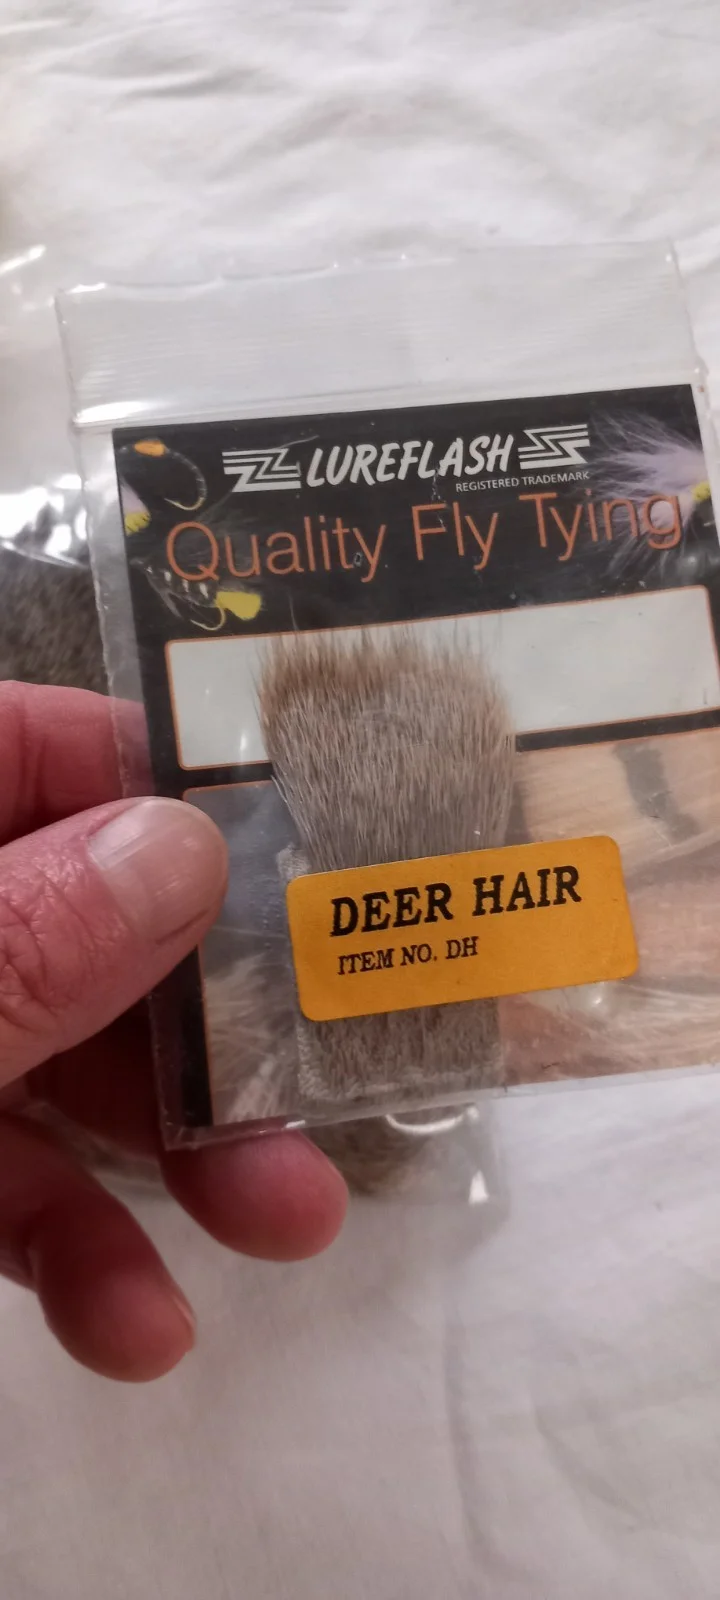 LUREFLASH
REGISTERED TRADEMARK
Quality Fly Tying
DEER HAIR
ITEM NO. DH